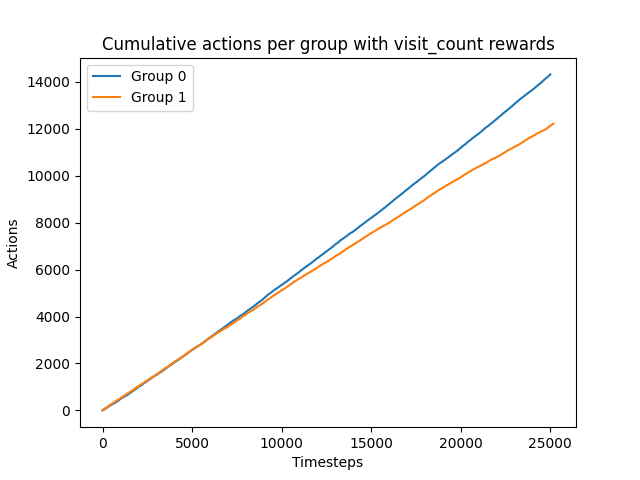 Cumulative actions per group with visit_count rewards
Group 0
Group 1
14000
12000
10000
8000
6000
4000
2000
0
Actions
0 5000 10000 15000 20000 25000
Timesteps